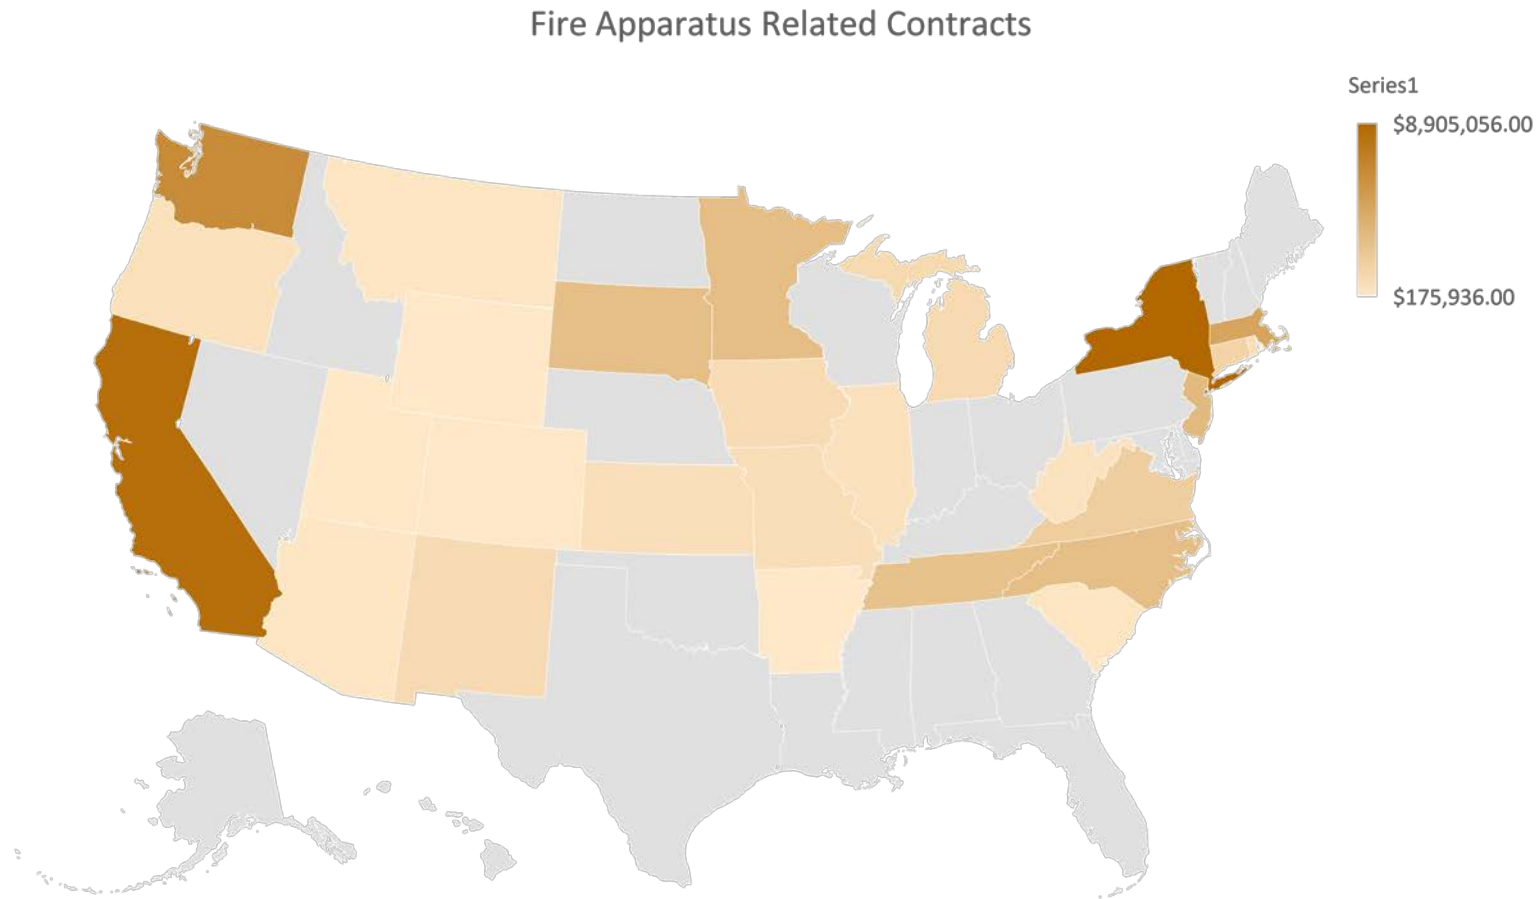 Fire Apparatus Related Contracts
Series1
$8,905,056.00
$175,936.00